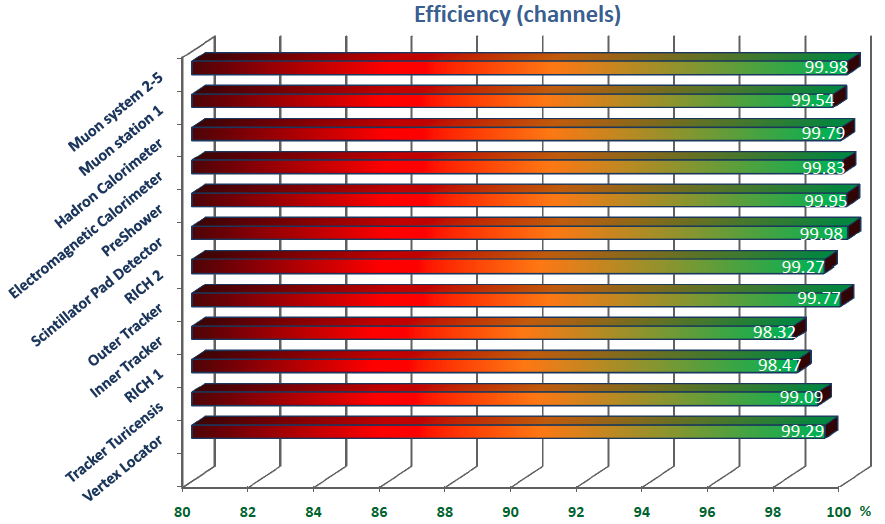 Efficiency (channels)
Muon system 2-5
99.98
Muon station 1
99.54
Hadron Calorimeter
99.79
Electromagnetic Calorimeter
99.83
PreShower
99.95
Scintillator Pad Detector
99.98
RICH 2
99.27
Outer Tracker
99.77
Inner Tracker
98.32
RICH 1
98.47
Tracker Turicensis
99.09
Vertex Locator
99.29
80 82 84 86 88 90 92 94 96 98 100 %